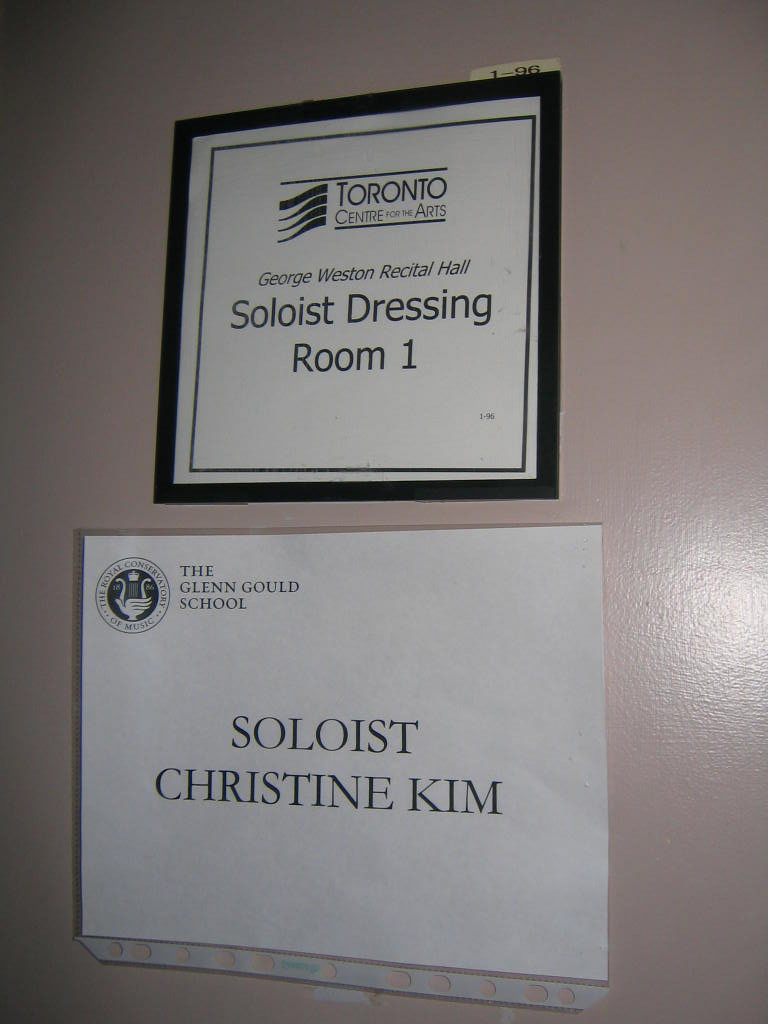 1-96
TORONTO
CENTRE FOR THE ARTS
George Weston Recital Hall
Soloist Dressing
Room 1
1-96
THE ROYAL CONSERVATORY
OF MUSIC
1886
THE
GLENN GOULD
SCHOOL
SOLOIST
CHRISTINE KIM